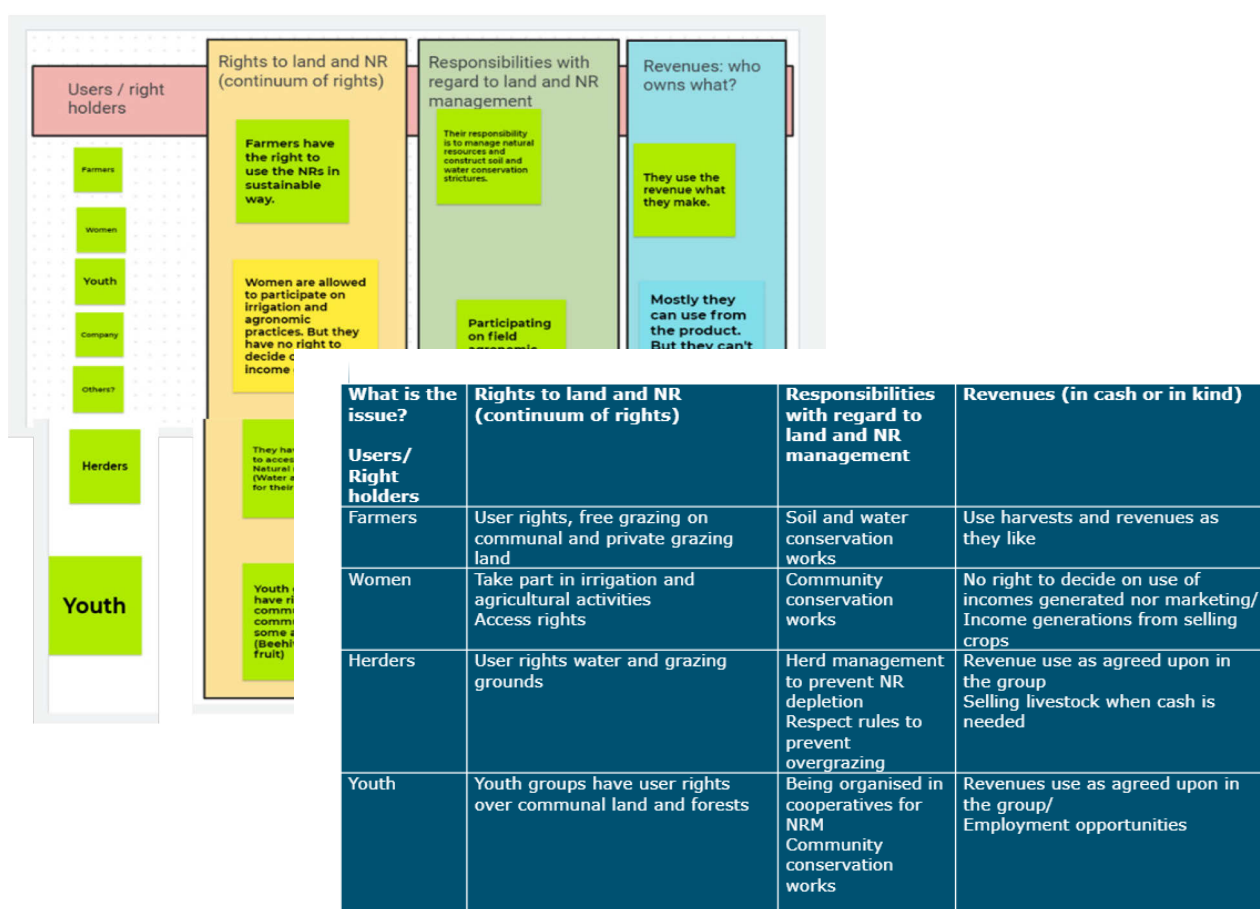 Users / right
holders
Farmers
Women
Youth
Company
Others?
Herders
Youth
Rights to land and NR
(continuum of rights)
Farmers have
the right to
use the NRs in
sustainable
way.
Women are allowed
to participate on
irrigation and
agronomic
practices. But they
have no right to
decide
income
They
to
Natural
(Water
for their
Youth
have
some
fruit)
Responsibilities with
regard to land and NR
management
Their responsibility
is to manage natural
resources and
construct soil and
water conservation
strictures.
Participating
on field
Revenues: who
owns what?
They use the
revenue what
they make.
Mostly they
can use from
the product.
But they can't
What is the
issue?
Users/
Right
holders
Rights to land and NR
(continuum of rights)
Responsibilities
with regard to
land and NR
management
Revenues (in cash or in kind)
Farmers
User rights, free grazing on
communal and private grazing
land
Soil and water
conservation
works
Use harvests and revenues as
they like
Women
Take part in irrigation and
agricultural activities
Access rights
Community
conservation
works
No right to decide on use of
incomes generated nor marketing/
Income generations from selling
crops
Herders
User rights water and grazing
grounds
Herd management
to prevent NR
depletion
Respect rules to
prevent
overgrazing
Revenue use as agreed upon in
the group
Selling livestock when cash is
needed
Youth
Youth groups have user rights
over communal land and forests
Being organised in
cooperatives for
NRM
Community
conservation
works
Revenues use as agreed upon in
the group/
Employment opportunities